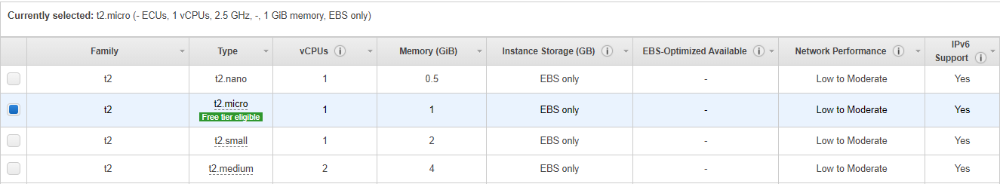 Currently selected: t2.micro (- ECUs, 1 vCPUs, 2.5 GHz, -, 1 GiB memory, EBS only)
Family Type vCPUs i Memory (GiB) Instance Storage (GB) i EBS-Optimized Available i Network Performance i IPv6 Support i
t2 t2.nano 1 0.5 EBS only - Low to Moderate Yes
t2 t2.micro Free tier eligible 1 1 EBS only - Low to Moderate Yes
t2 t2.small 1 2 EBS only - Low to Moderate Yes
t2 t2.medium 2 4 EBS only - Low to Moderate Yes